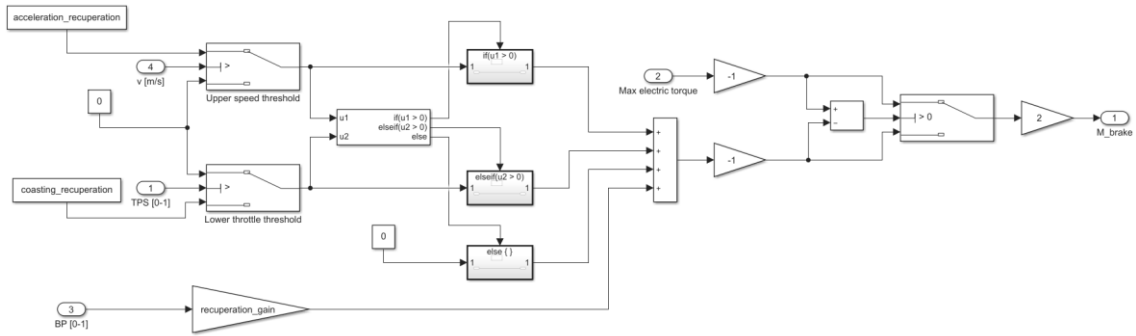 acceleration_recuperation
4
v [m/s]
>
Upper speed threshold
0
u1
u2
if(u1 > 0)
elseif(u2 > 0)
else
if(u1 > 0)
1
1
coasting_recuperation
1
TPS [0-1]
>
Lower throttle threshold
elseif(u2 > 0)
1
1
0
else { }
1
1
3
BP [0-1]
recuperation_gain
+
+
+
+
2
Max electric torque
-1
-1
+
−
> 0
2
1
M_brake